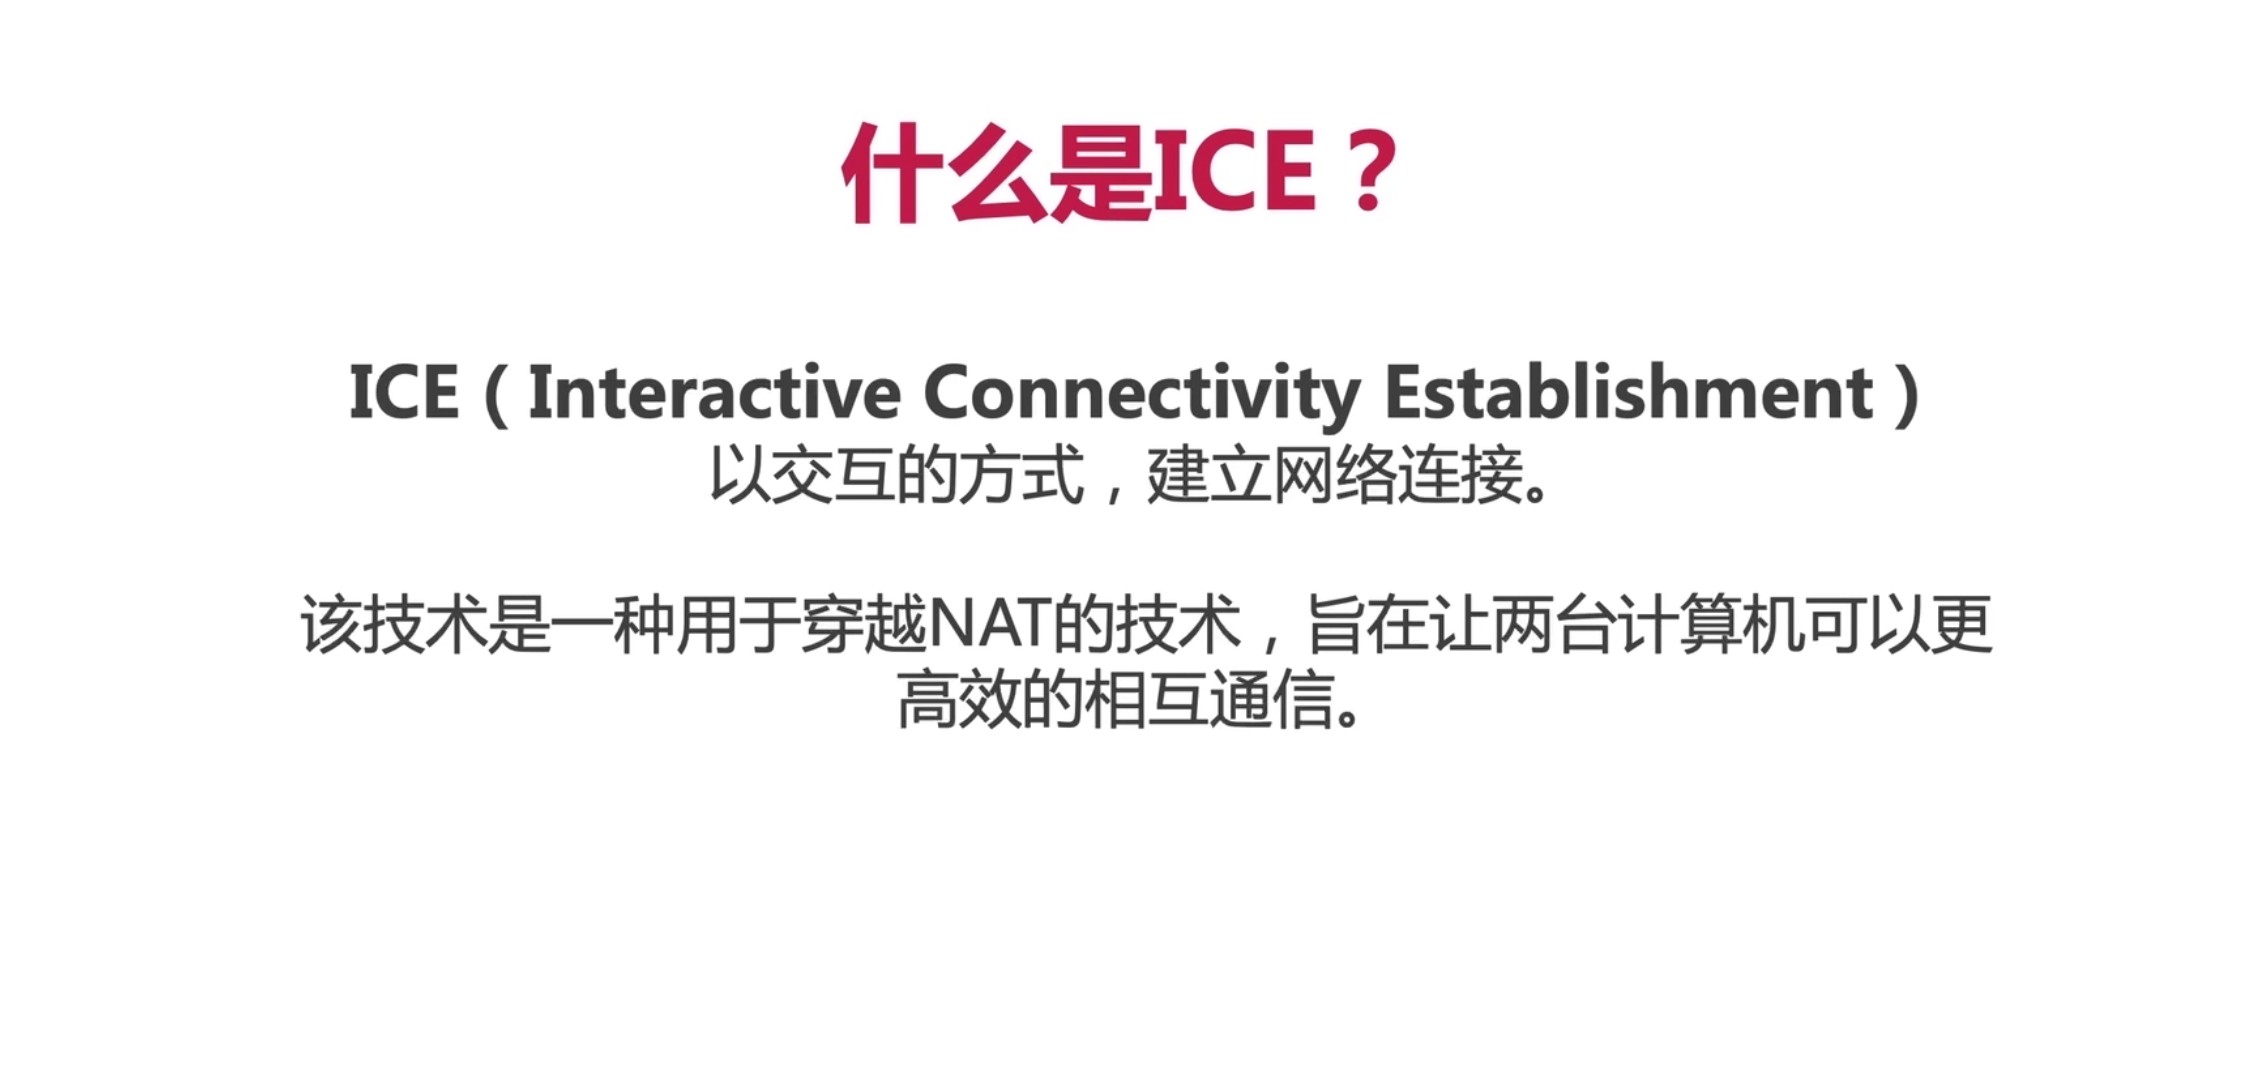 什么是ICE？
ICE（Interactive Connectivity Establishment）
以交互的方式，建立网络连接。
该技术是一种用于穿越NAT的技术，旨在让两台计算机可以更
高效的相互通信。